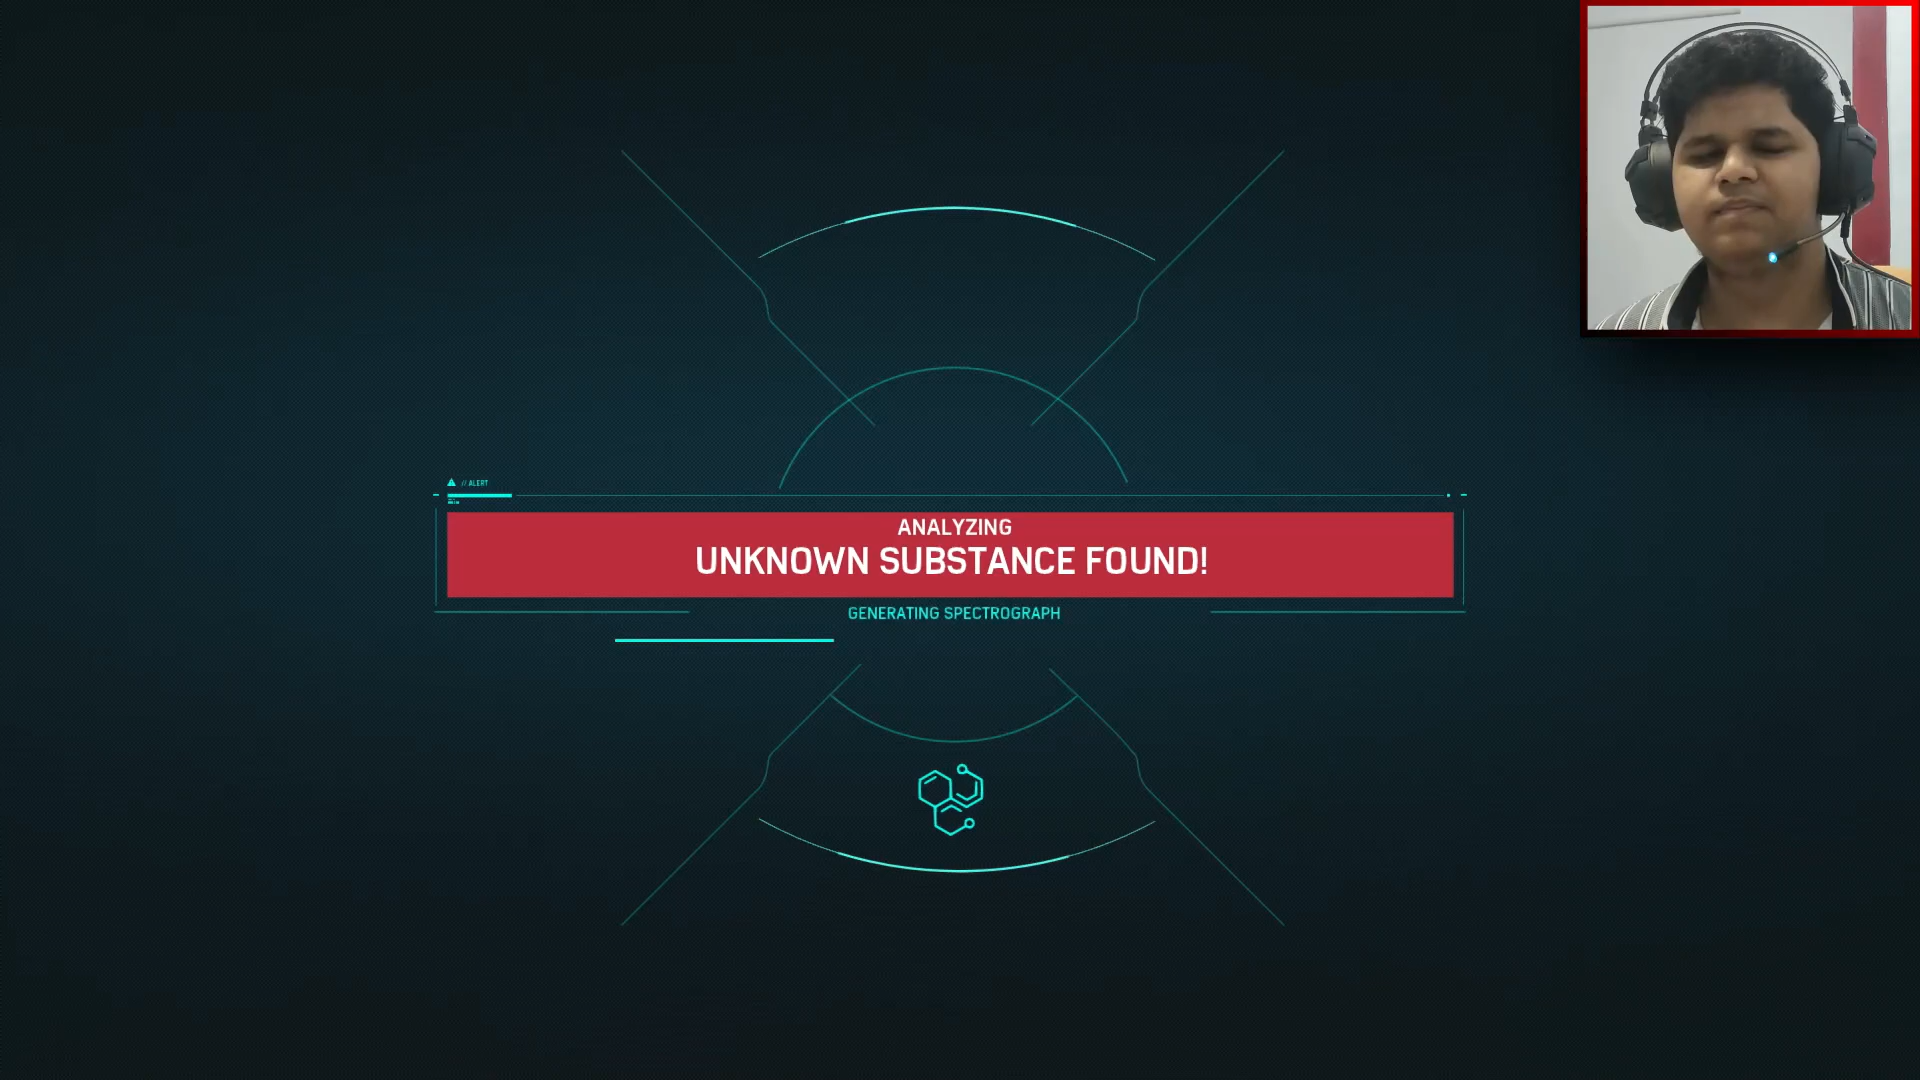 // ALERT
ANALYZING
UNKNOWN SUBSTANCE FOUND!
GENERATING SPECTROGRAPH